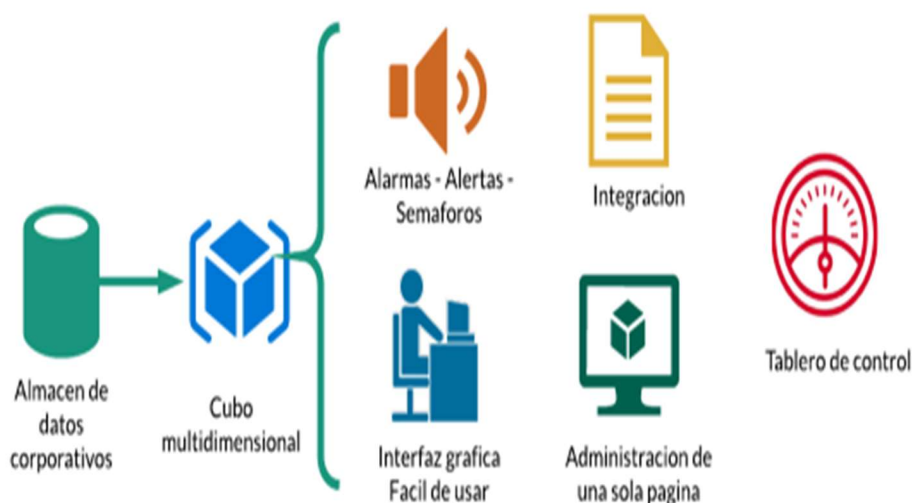 Almacen de
datos
corporativos
Cubo
multidimensional
Alarmas - Alertas -
Semaforos
Integracion
Interfaz grafica
Facil de usar
Administracion de
una sola pagina
Tablero de control